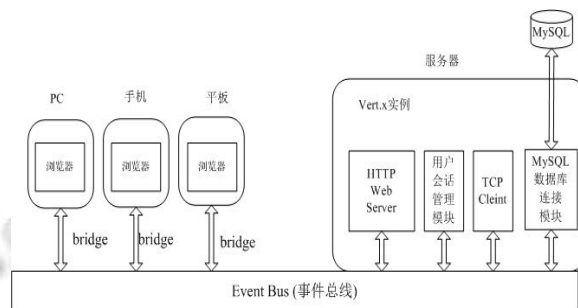 MySQL
服务器
PC
手机
平板
Vert.x实例
浏览器
浏览器
浏览器
HTTP
Web
Server
用户
会话
管理
模块
TCP
Cleint
MySQL
数据库
连接
模块
bridge
bridge
bridge
Event Bus (事件总线)